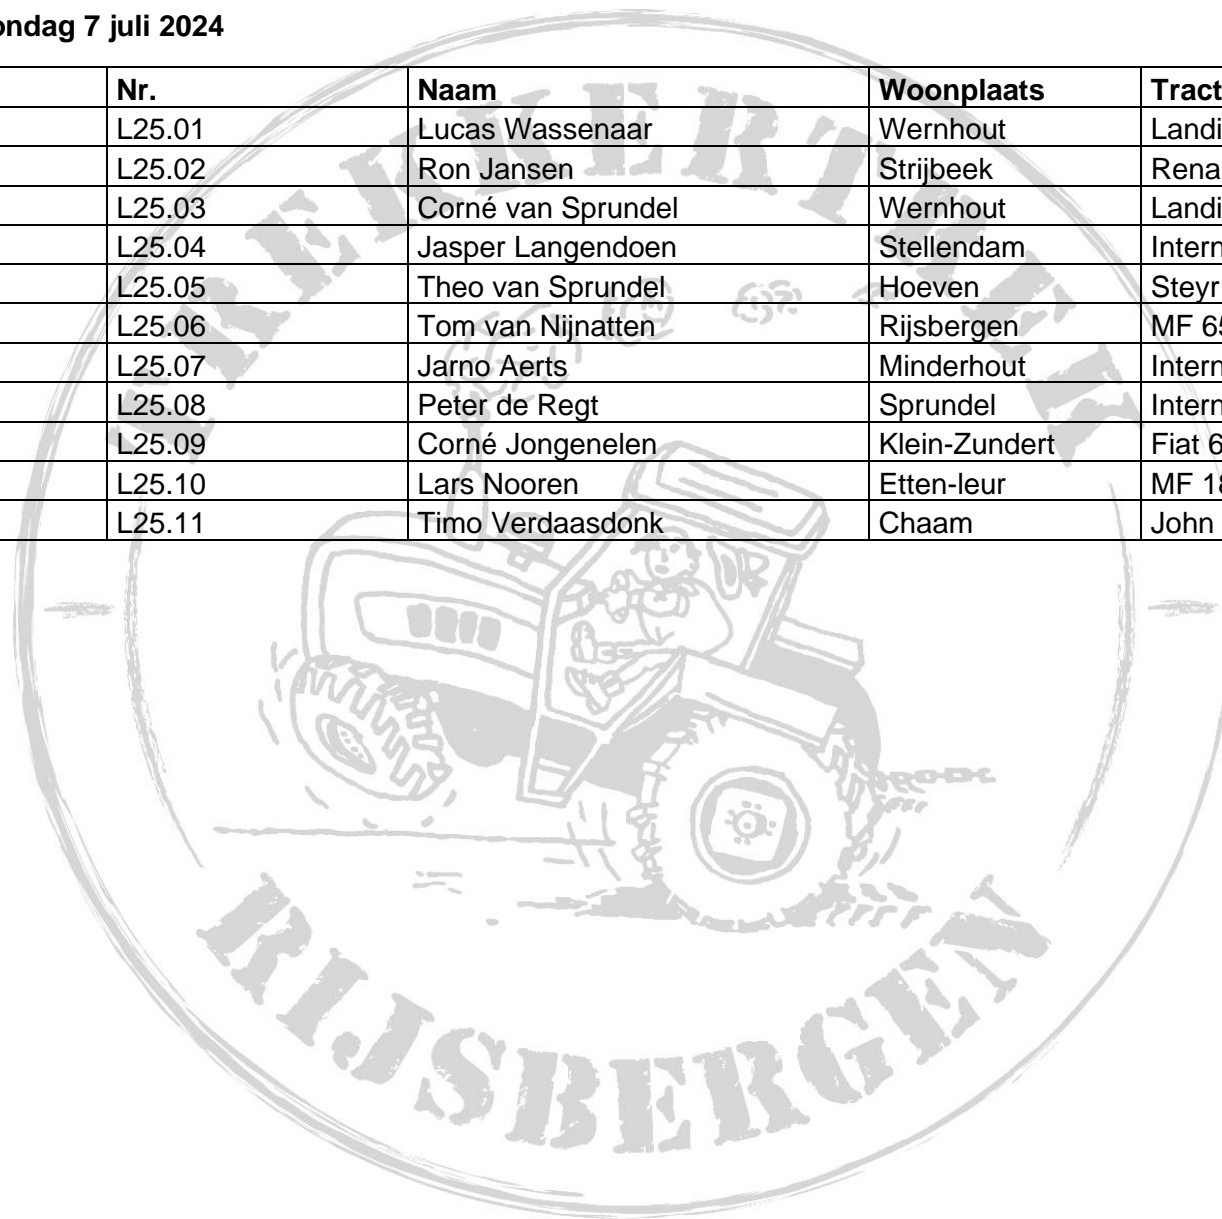 ondag 7 juli 2024
Nr. Naam Woonplaats Tract
L25.01 Lucas Wassenaar Wernhout Landi
L25.02 Ron Jansen Strijbeek Rena
L25.03 Corné van Sprundel Wernhout Landi
L25.04 Jasper Langendoen Stellendam Intern
L25.05 Theo van Sprundel Hoeven Steyr
L25.06 Tom van Nijnatten Rijsbergen MF 65
L25.07 Jarno Aerts Minderhout Intern
L25.08 Peter de Regt Sprundel Intern
L25.09 Corné Jongenelen Klein-Zundert Fiat 6
L25.10 Lars Nooren Etten-leur MF 18
L25.11 Timo Verdaasdonk Chaam John
TREKKERTREK
RIJSBERGEN